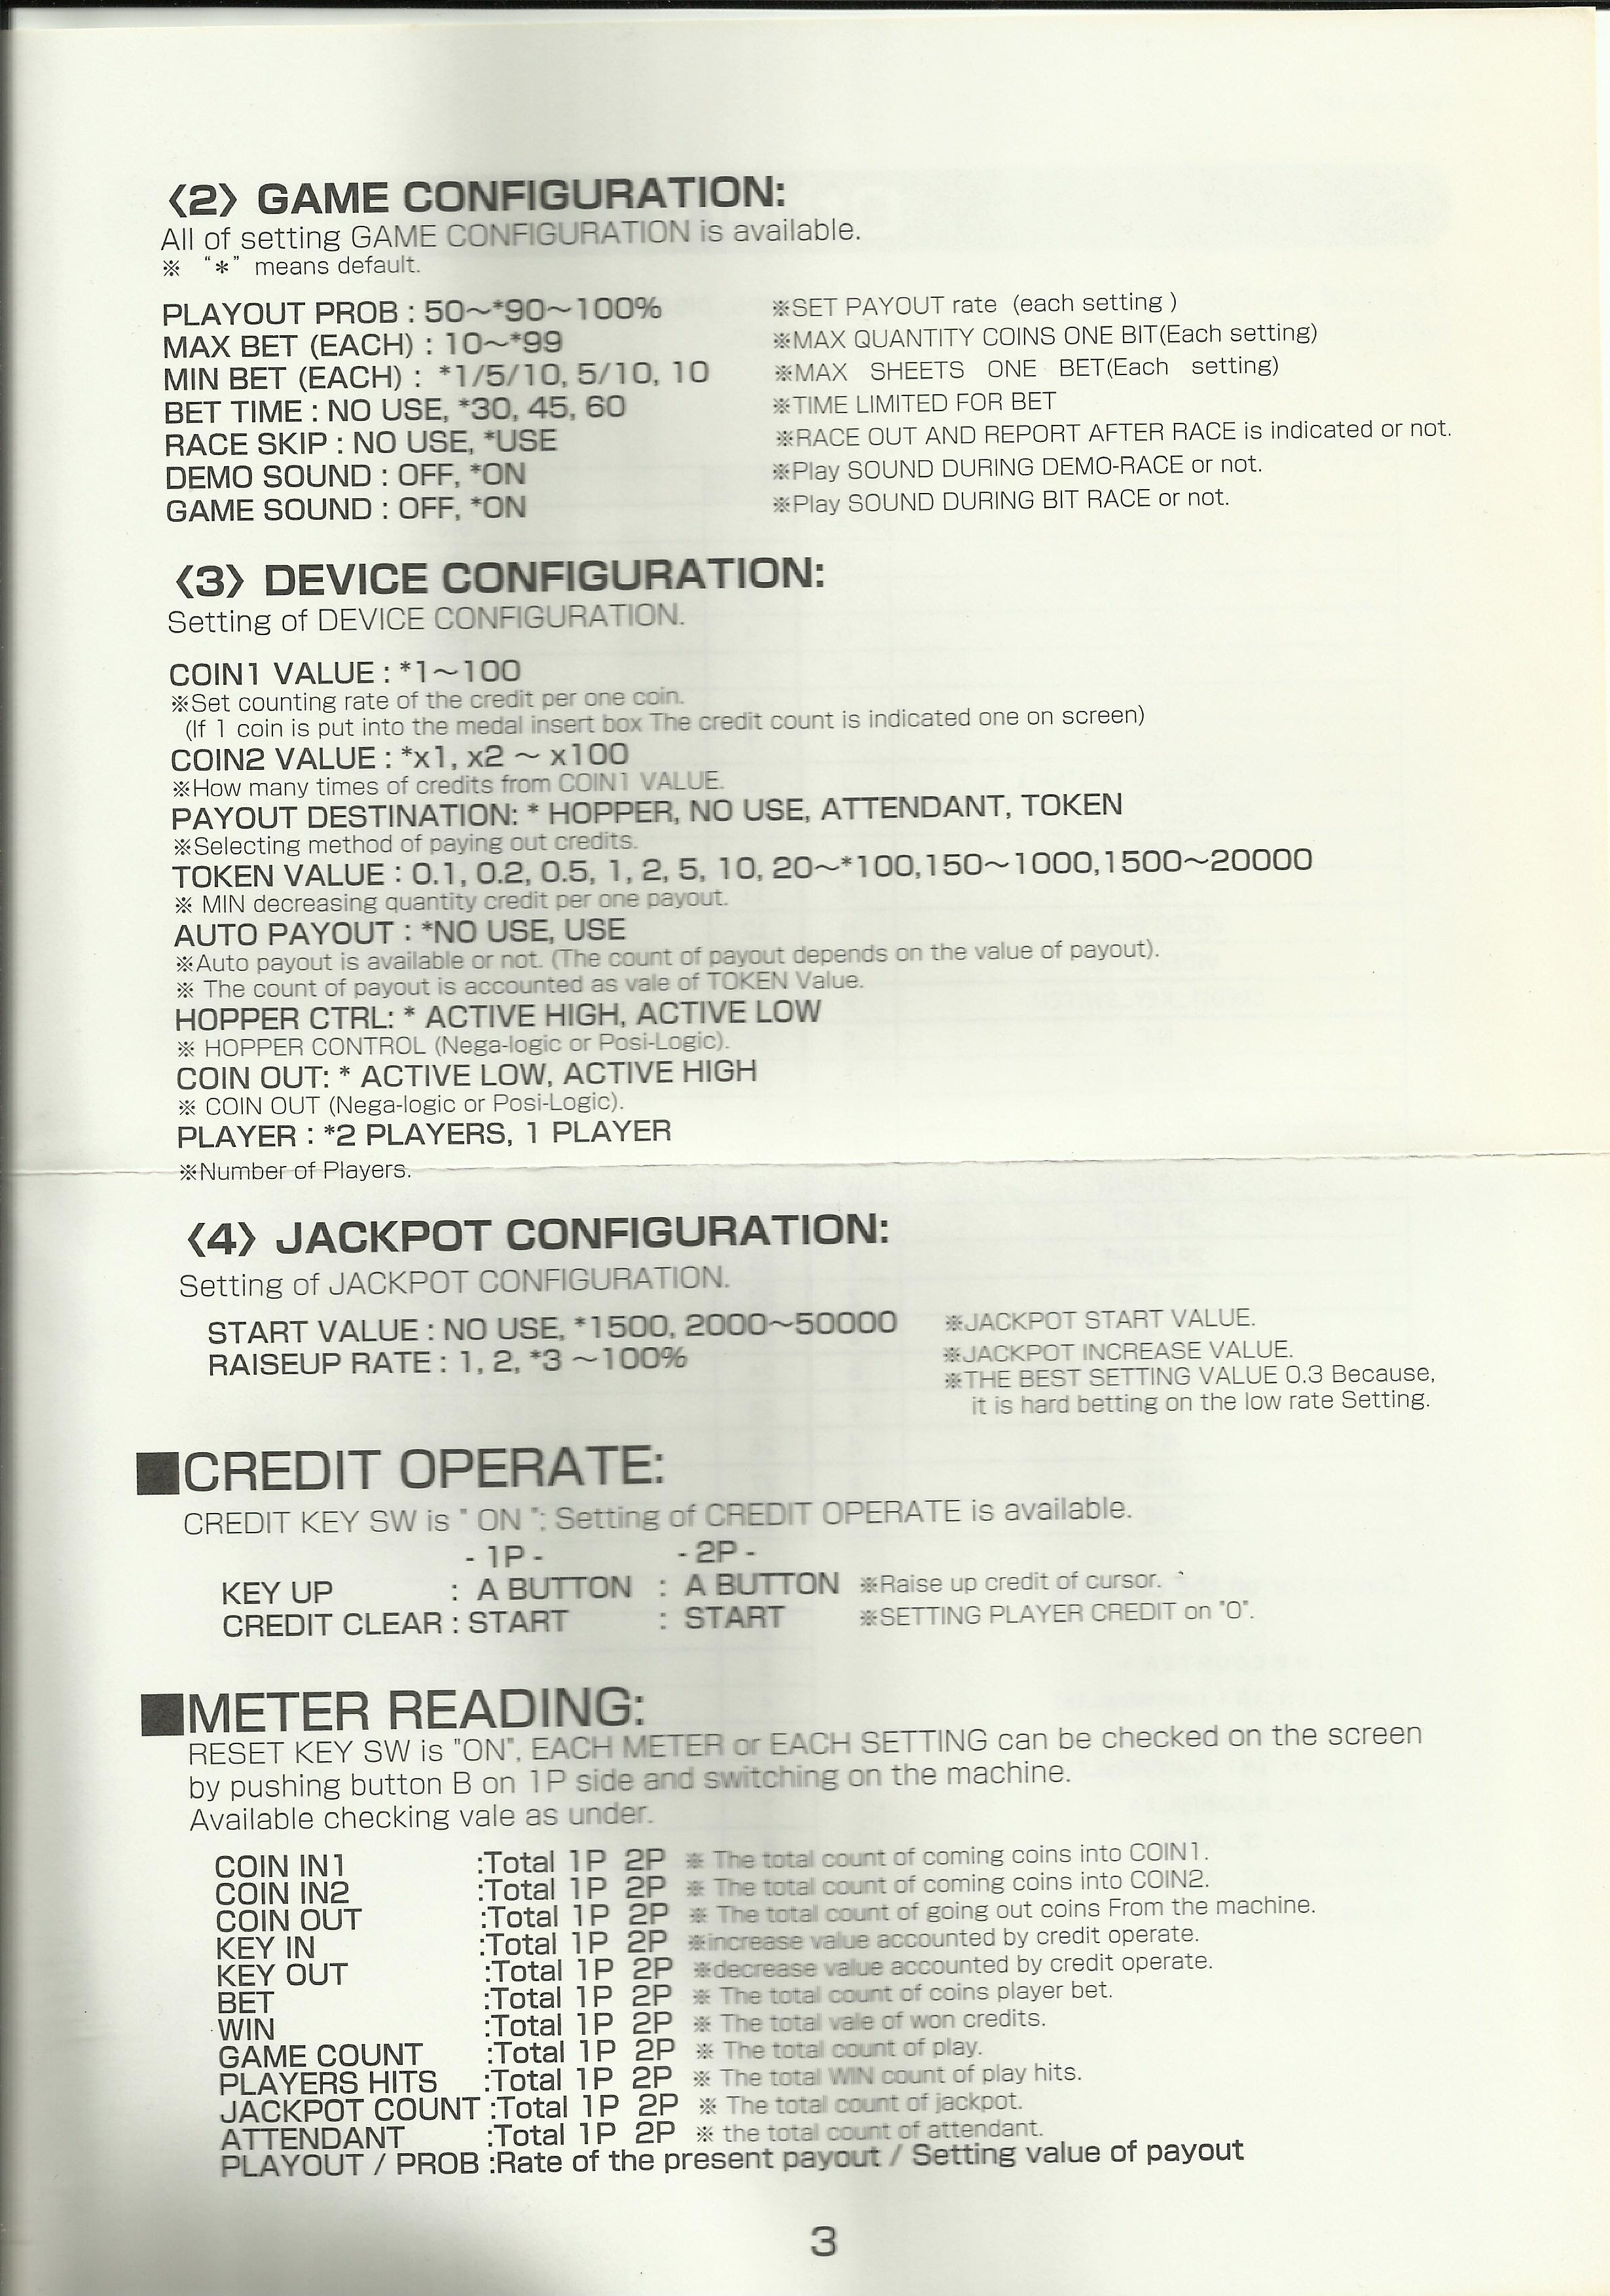 〈2〉 GAME CONFIGURATION:
All of setting GAME CONFIGURATION is available.
※ "*" means default.
PLAYOUT PROB : 50~*90~100% ※SET PAYOUT rate (each setting )
MAX BET (EACH) : 10~*99 ※MAX QUANTITY COINS ONE BIT(Each setting)
MIN BET (EACH) : *1/5/10, 5/10, 10 ※MAX SHEETS ONE BET(Each setting)
BET TIME : NO USE, *30, 45, 60 ※TIME LIMITED FOR BET
RACE SKIP : NO USE, *USE ※RACE OUT AND REPORT AFTER RACE is indicated or not.
DEMO SOUND : OFF, *ON ※Play SOUND DURING DEMO-RACE or not.
GAME SOUND : OFF, *ON ※Play SOUND DURING BIT RACE or not.
〈3〉 DEVICE CONFIGURATION:
Setting of DEVICE CONFIGURATION.
COIN1 VALUE : *1~100
※Set counting rate of the credit per one coin.
(If 1 coin is put into the medal insert box The credit count is indicated one on screen)
COIN2 VALUE : *x1, x2 ~ x100
※How many times of credits from COIN1 VALUE.
PAYOUT DESTINATION: * HOPPER, NO USE, ATTENDANT, TOKEN
※Selecting method of paying out credits.
TOKEN VALUE : 0.1, 0.2, 0.5, 1, 2, 5, 10, 20~*100,150~1000,1500~20000
※ MIN decreasing quantity credit per one payout.
AUTO PAYOUT : *NO USE, USE
※Auto payout is available or not. (The count of payout depends on the value of payout).
※ The count of payout is accounted as vale of TOKEN Value.
HOPPER CTRL: * ACTIVE HIGH, ACTIVE LOW
※ HOPPER CONTROL (Nega-logic or Posi-Logic).
COIN OUT: * ACTIVE LOW, ACTIVE HIGH
※ COIN OUT (Nega-logic or Posi-Logic).
PLAYER : *2 PLAYERS, 1 PLAYER
※Number of Players.
〈4〉 JACKPOT CONFIGURATION:
Setting of JACKPOT CONFIGURATION.
START VALUE : NO USE, *1500, 2000~50000 ※JACKPOT START VALUE.
RAISEUP RATE : 1, 2, *3 ~100% ※JACKPOT INCREASE VALUE.
※THE BEST SETTING VALUE 0.3 Because,
it is hard betting on the low rate Setting.
■CREDIT OPERATE:
CREDIT KEY SW is " ON ": Setting of CREDIT OPERATE is available.
- 1P - - 2P -
KEY UP : A BUTTON : A BUTTON ※Raise up credit of cursor.
CREDIT CLEAR : START : START ※SETTING PLAYER CREDIT on "0".
■METER READING:
RESET KEY SW is "ON", EACH METER or EACH SETTING can be checked on the screen
by pushing button B on 1P side and switching on the machine.
Available checking vale as under.
COIN IN1 :Total 1P 2P ※ The total count of coming coins into COIN1.
COIN IN2 :Total 1P 2P ※ The total count of coming coins into COIN2.
COIN OUT :Total 1P 2P ※ The total count of going out coins From the machine.
KEY IN :Total 1P 2P ※increase value accounted by credit operate.
KEY OUT :Total 1P 2P ※decrease value accounted by credit operate.
BET :Total 1P 2P ※ The total count of coins player bet.
WIN :Total 1P 2P ※ The total vale of won credits.
GAME COUNT :Total 1P 2P ※ The total count of play.
PLAYERS HITS :Total 1P 2P ※ The total WIN count of play hits.
JACKPOT COUNT :Total 1P 2P ※ The total count of jackpot.
ATTENDANT :Total 1P 2P ※ the total count of attendant.
PLAYOUT / PROB :Rate of the present payout / Setting value of payout
3